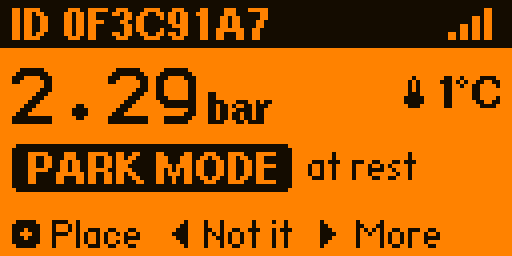 ID 0F3C91A7
2.29 bar 1°C
PARK MODE at rest
Place Not it More